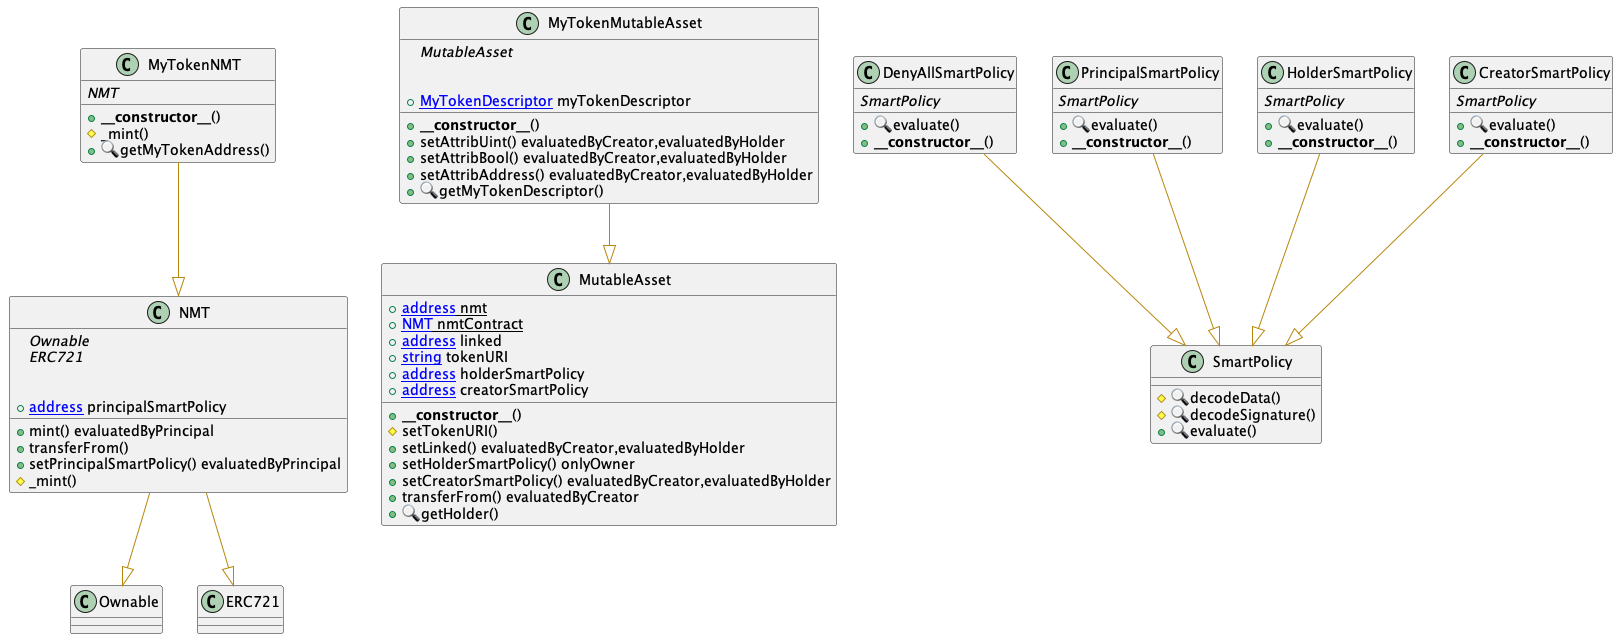 MyTokenNMT
NMT
__constructor__()
_mint()
getMyTokenAddress()
MyTokenMutableAsset
MutableAsset
MyTokenDescriptor myTokenDescriptor
__constructor__()
setAttribUint() evaluatedByCreator,evaluatedByHolder
setAttribBool() evaluatedByCreator,evaluatedByHolder
setAttribAddress() evaluatedByCreator,evaluatedByHolder
getMyTokenDescriptor()
DenyAllSmartPolicy
SmartPolicy
evaluate()
__constructor__()
PrincipalSmartPolicy
SmartPolicy
evaluate()
__constructor__()
HolderSmartPolicy
SmartPolicy
evaluate()
__constructor__()
CreatorSmartPolicy
SmartPolicy
evaluate()
__constructor__()
NMT
Ownable
ERC721
address principalSmartPolicy
mint() evaluatedByPrincipal
transferFrom()
setPrincipalSmartPolicy() evaluatedByPrincipal
_mint()
MutableAsset
address nmt
NMT nmtContract
address linked
string tokenURI
address holderSmartPolicy
address creatorSmartPolicy
__constructor__()
setTokenURI()
setLinked() evaluatedByCreator,evaluatedByHolder
setHolderSmartPolicy() onlyOwner
setCreatorSmartPolicy() evaluatedByCreator,evaluatedByHolder
transferFrom() evaluatedByCreator
getHolder()
SmartPolicy
decodeData()
decodeSignature()
evaluate()
Ownable
ERC721